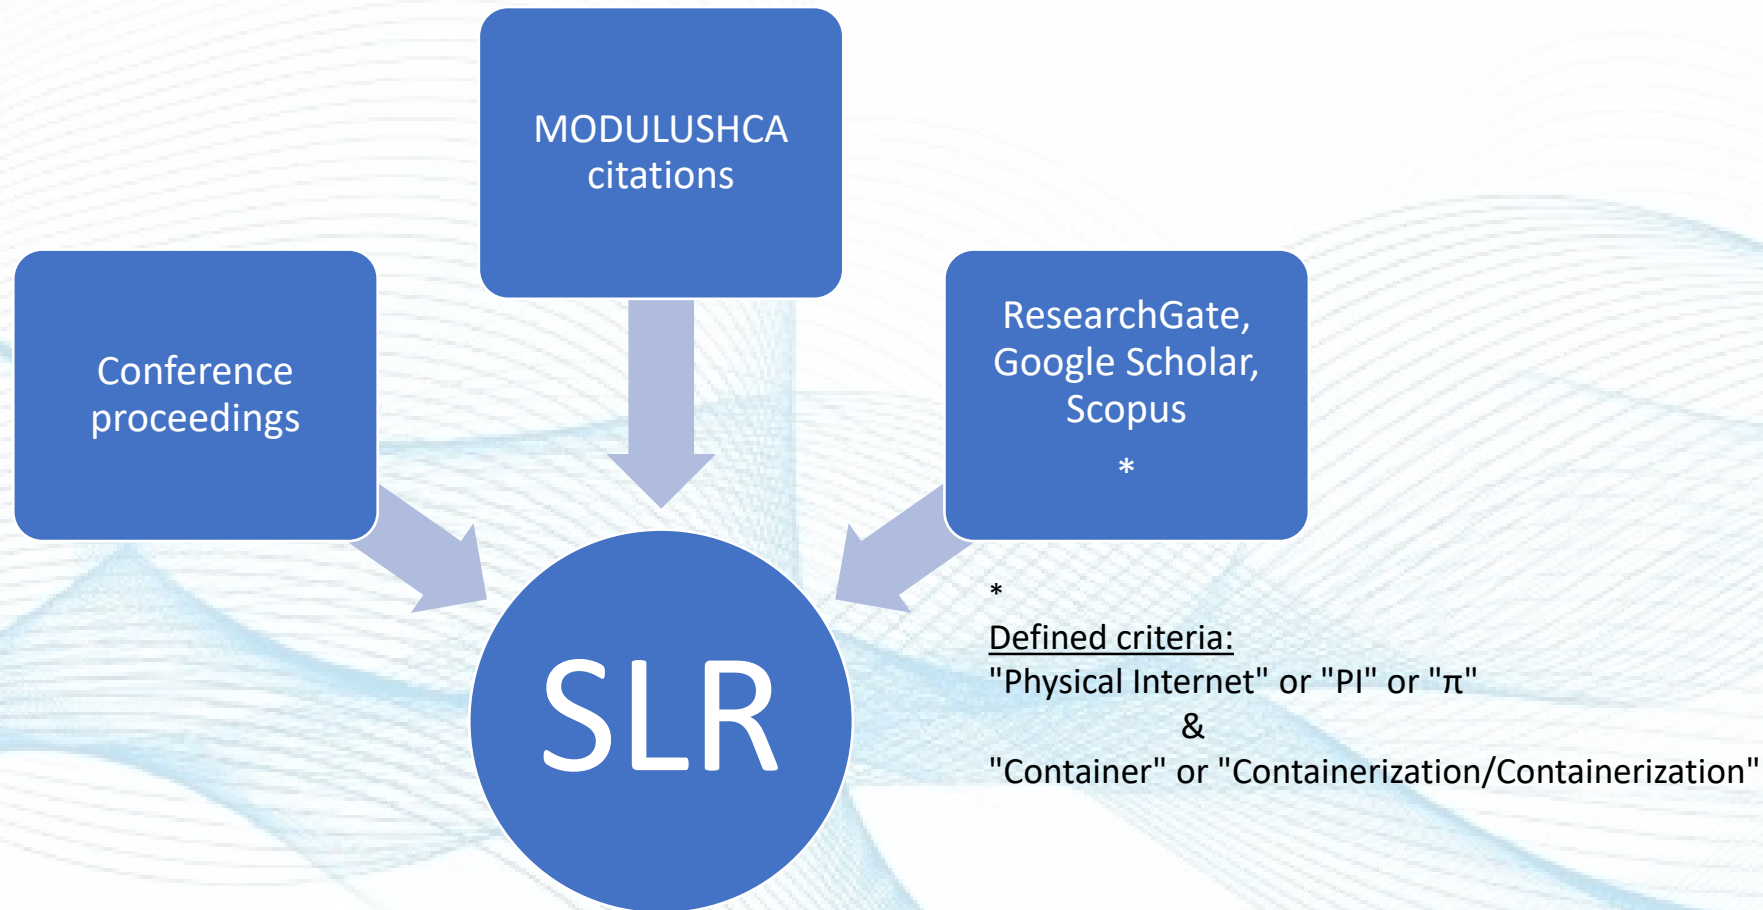 MODULUSHCA
citations
Conference
proceedings
ResearchGate,
Google Scholar,
Scopus
*
SLR
*
Defined criteria:
"Physical Internet" or "PI" or "π"
&
"Container" or "Containerization/Containerization"